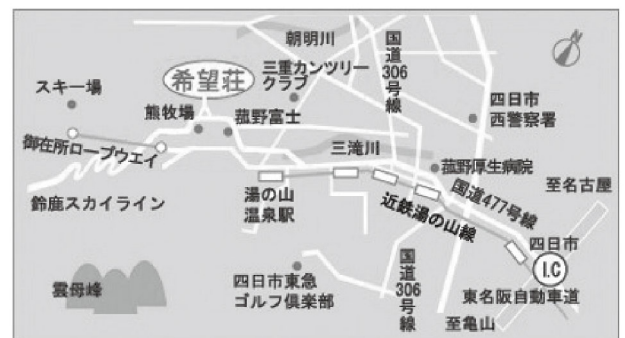 朝明川
国道306号線
三重カンツリー
クラブ
希望荘
スキー場
熊牧場
菰野富士
四日市
西警察署
御在所ロープウエイ
三滝川
菰野厚生病院
国道477号線
至名古屋
鈴鹿スカイライン
湯の山
温泉駅
近鉄湯の山線
四日市
I.C
雲母峰
四日市東急
ゴルフ倶楽部
国道306号線
東名阪自動車道
至亀山